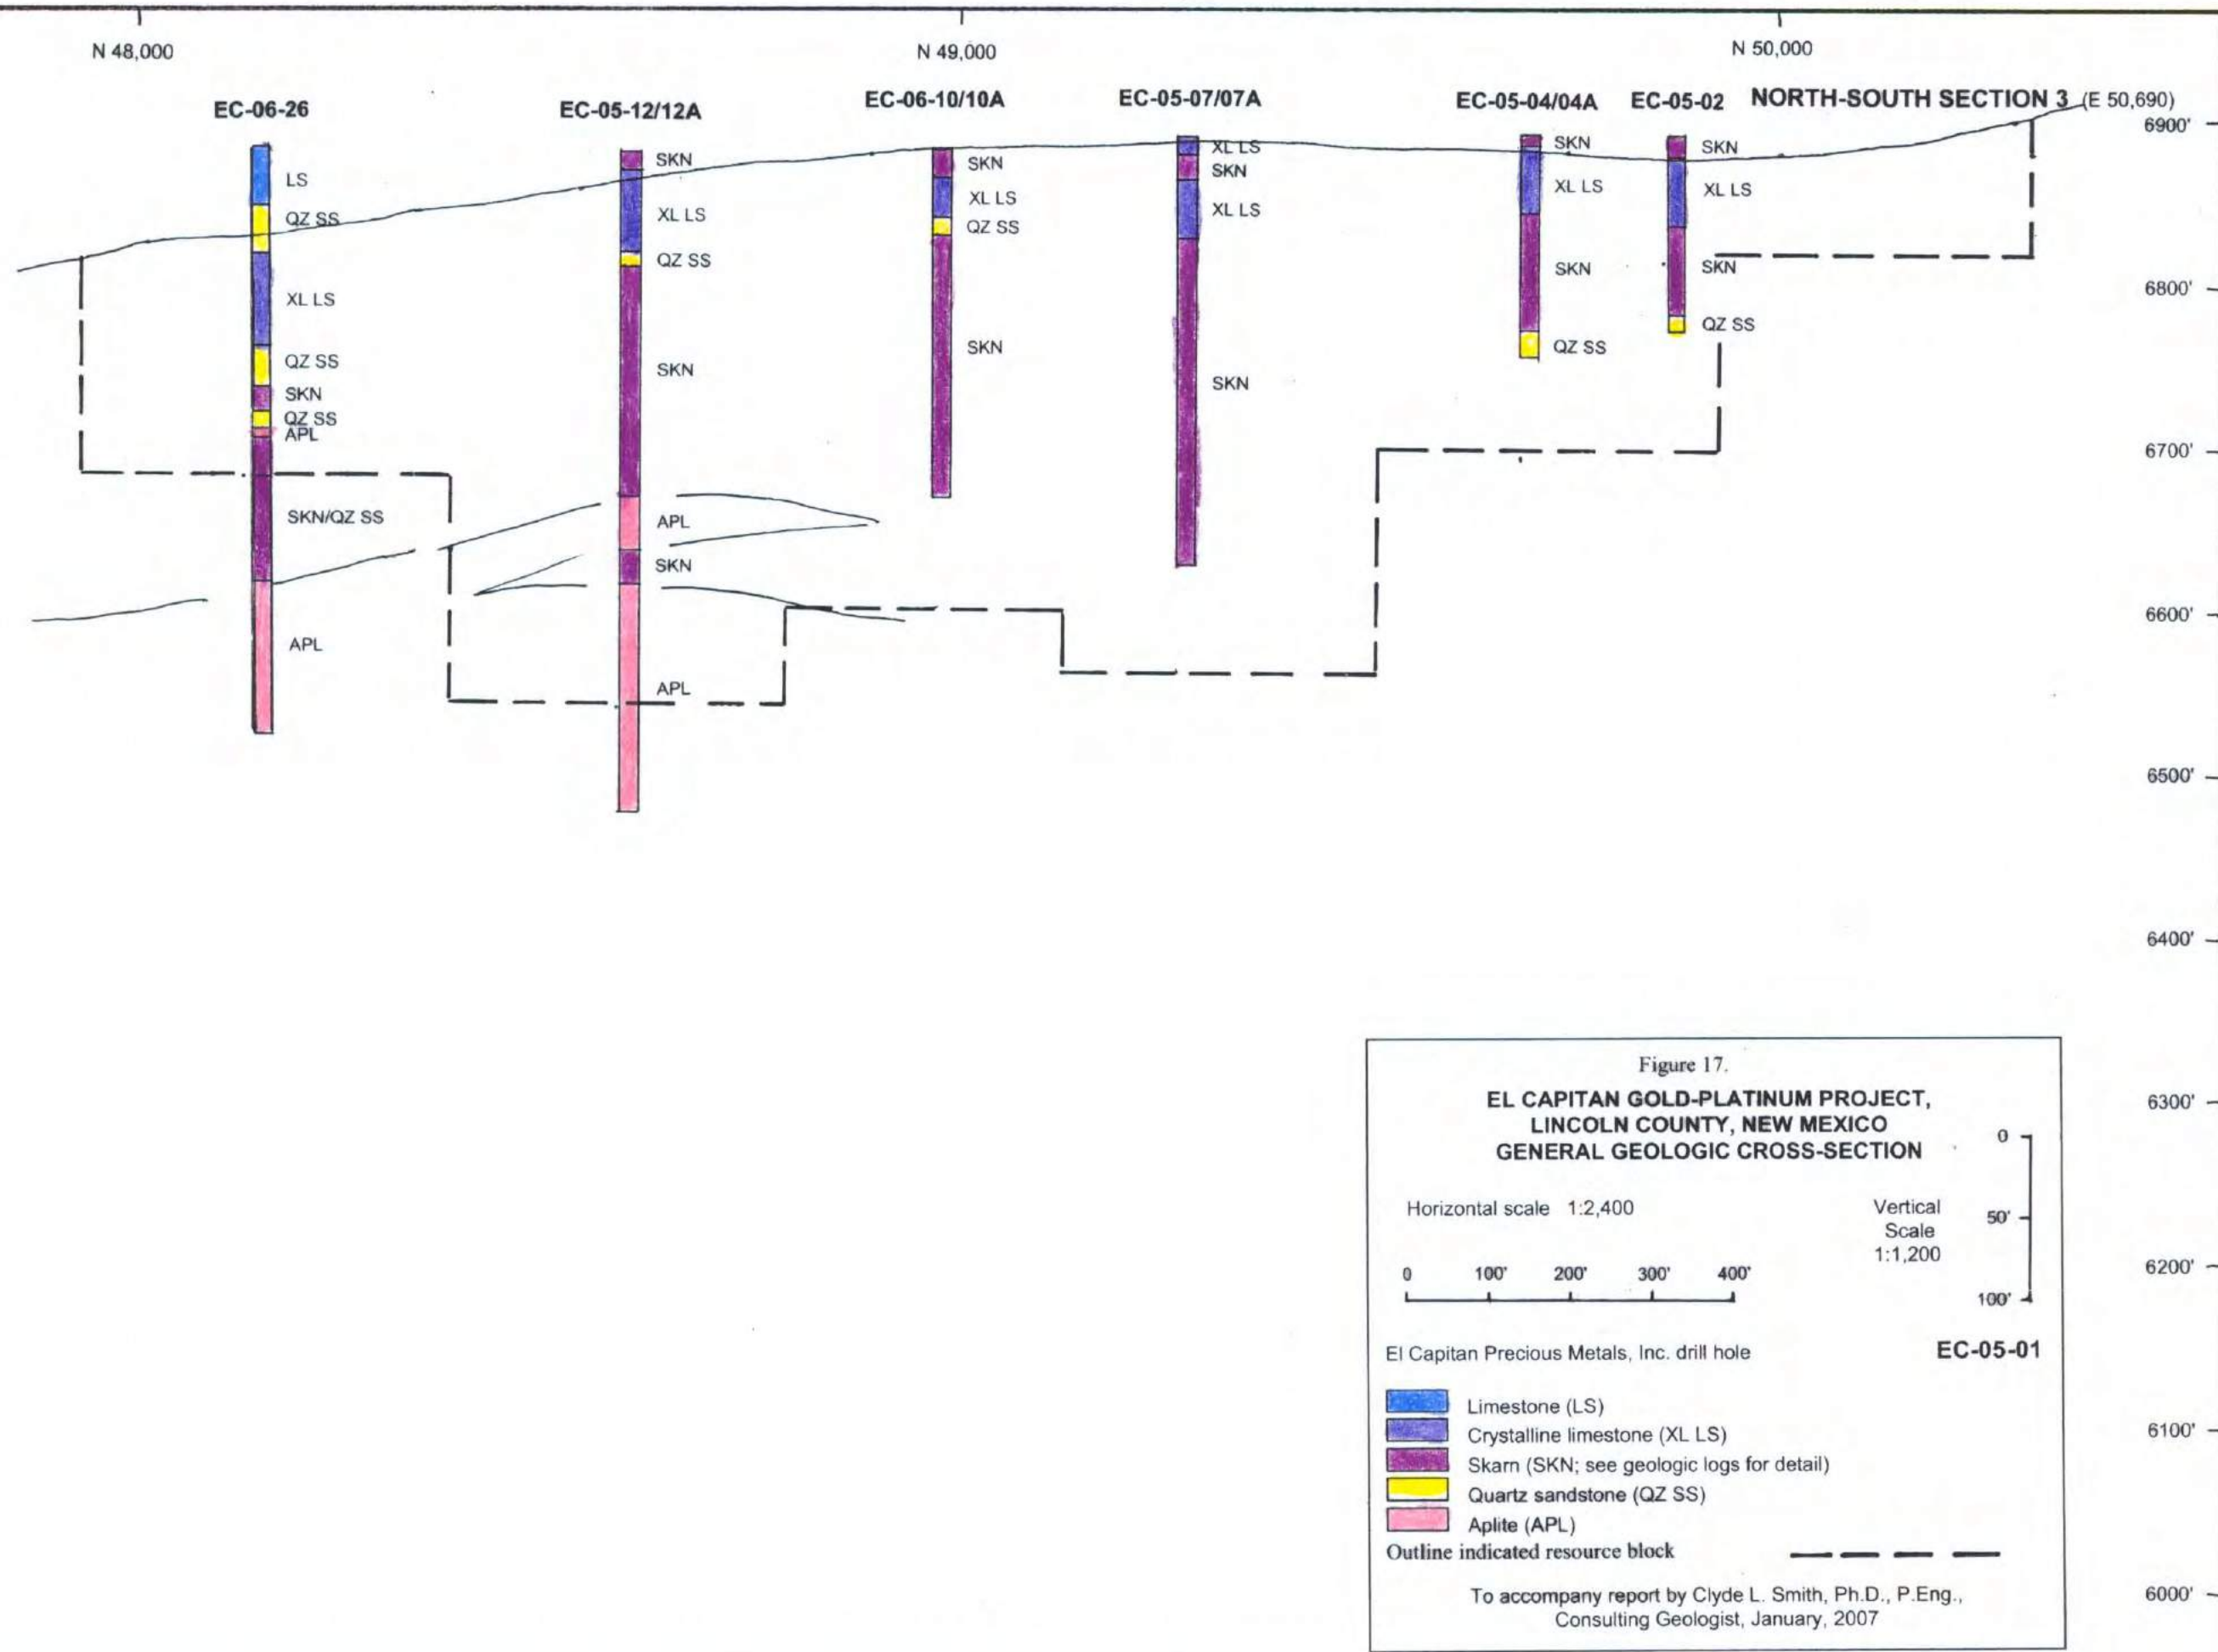 N 48,000
N 49,000
N 50,000
EC-06-26
EC-05-12/12A
EC-06-10/10A
EC-05-07/07A
EC-05-04/04A
EC-05-02
NORTH-SOUTH SECTION 3 (E 50,690)
LS
QZ SS
XL LS
QZ SS
SKN
QZ SS
APL
SKN/QZ SS
APL
SKN
XL LS
QZ SS
SKN
APL
SKN
APL
SKN
XL LS
QZ SS
SKN
XL LS
SKN
XL LS
SKN
SKN
XL LS
SKN
QZ SS
SKN
XL LS
SKN
QZ SS
6900'
6800'
6700'
6600'
6500'
6400'
6300'
6200'
6100'
6000'
Figure 17.
EL CAPITAN GOLD-PLATINUM PROJECT,
LINCOLN COUNTY, NEW MEXICO
GENERAL GEOLOGIC CROSS-SECTION
Horizontal scale 1:2,400
0 100' 200' 300' 400'
Vertical
Scale
1:1,200
0
50'
100'
El Capitan Precious Metals, Inc. drill hole EC-05-01
Limestone (LS)
Crystalline limestone (XL LS)
Skarn (SKN; see geologic logs for detail)
Quartz sandstone (QZ SS)
Aplite (APL)
Outline indicated resource block
To accompany report by Clyde L. Smith, Ph.D., P.Eng.,
Consulting Geologist, January, 2007